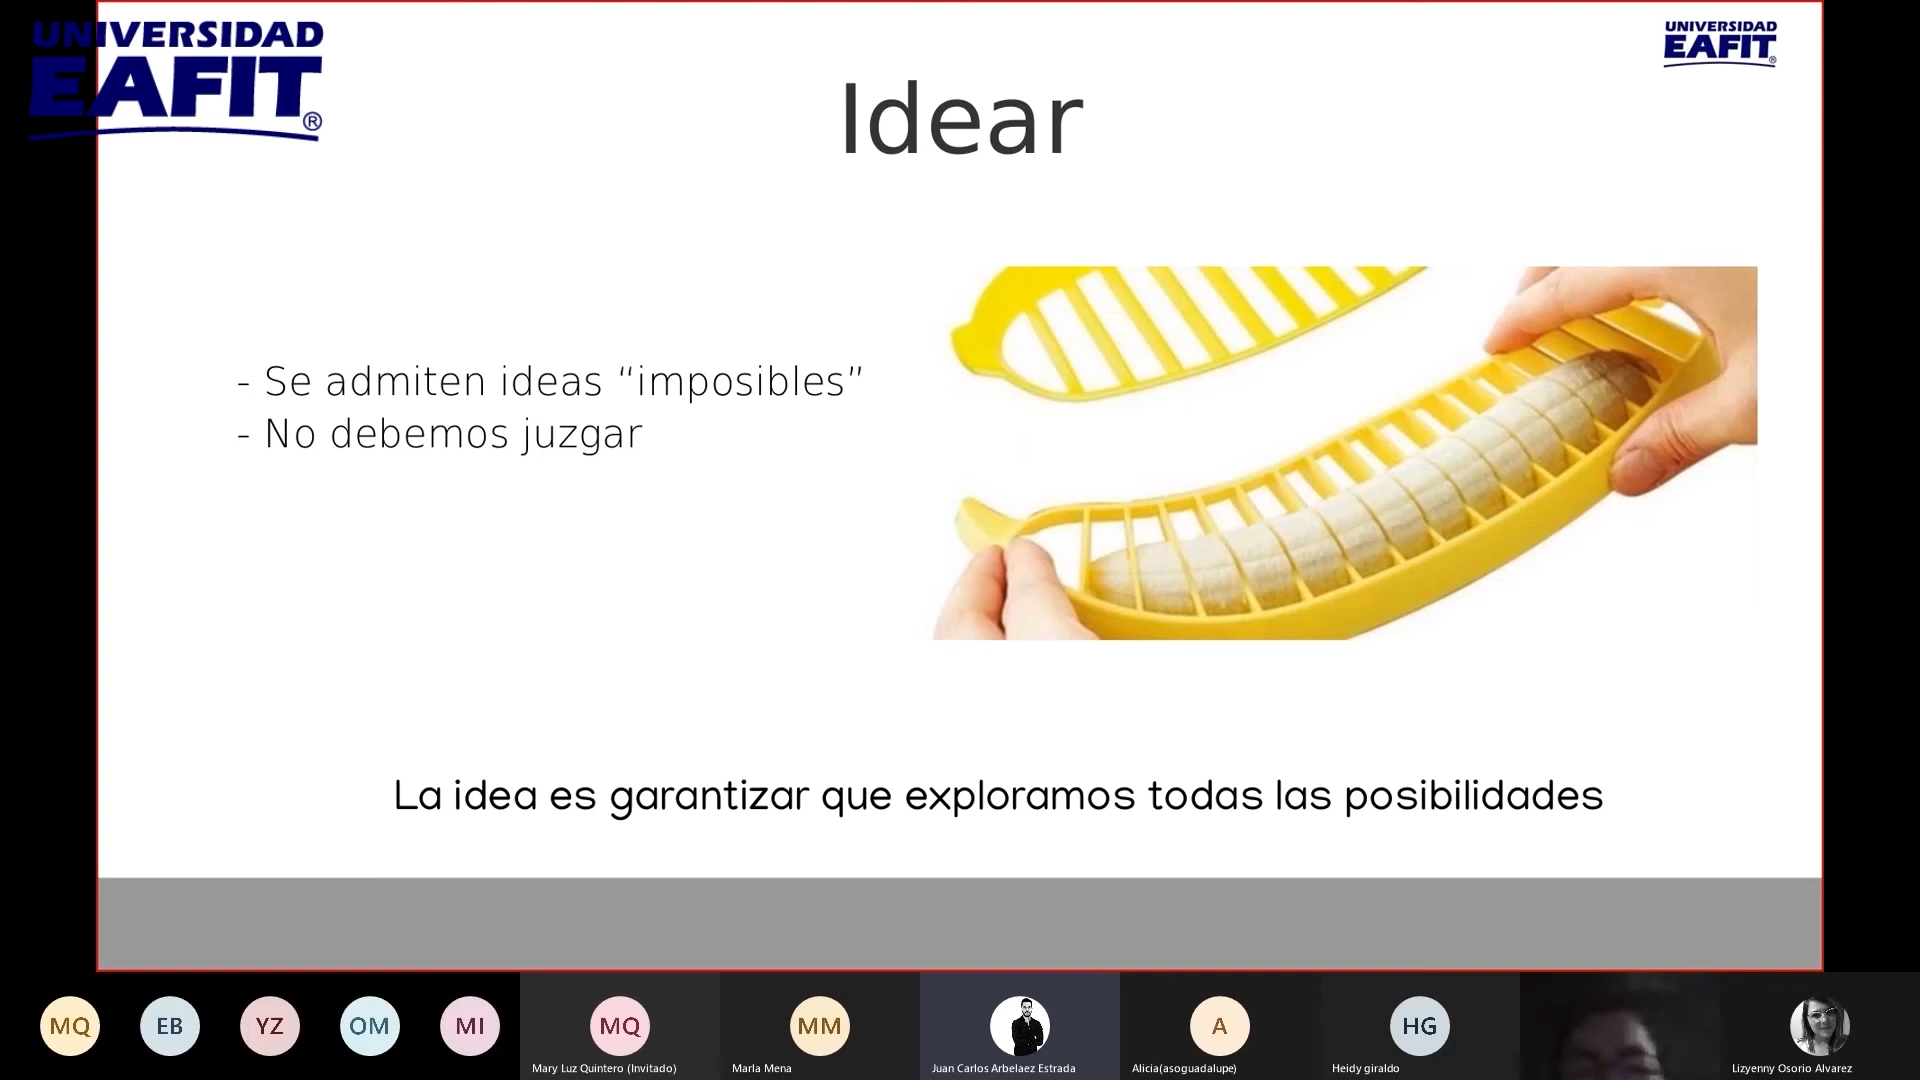 UNIVERSIDAD
EAFIT®
UNIVERSIDAD
EAFIT®
Idear
- Se admiten ideas “imposibles”
- No debemos juzgar
La idea es garantizar que exploramos todas las posibilidades
MQ
EB
YZ
OM
MI
MQ
MM
A
HG
Mary Luz Quintero (Invitado)
Marla Mena
Juan Carlos Arbelaez Estrada
Alicia(asoguadalupe)
Heidy giraldo
Lizyenny Osorio Alvarez